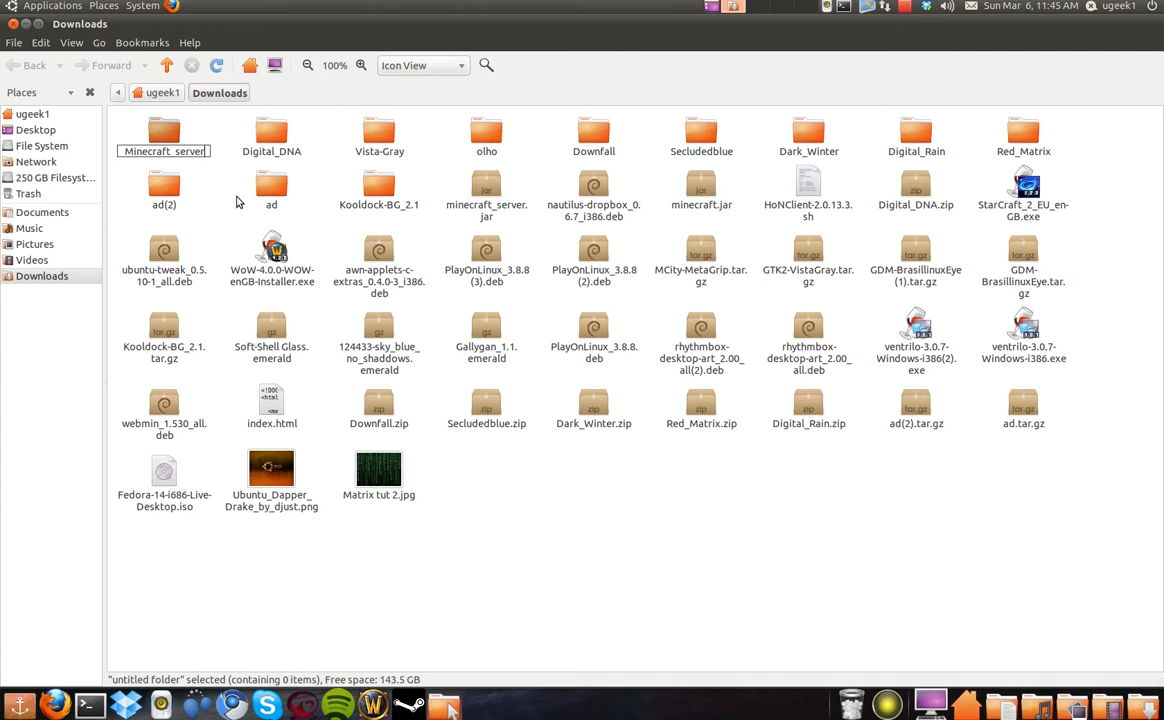 Applications Places System Sun Mar 6, 11:45 AM ugeek1
Downloads
File Edit View Go Bookmarks Help
Back Forward 100% Icon View
Places ugeek1 Downloads
ugeek1
Desktop
File System
Network
250 GB Filesyst...
Trash
Documents
Music
Pictures
Videos
Downloads
Minecraft server Digital_DNA Vista-Gray olho Downfall Secludedblue Dark_Winter Digital_Rain Red_Matrix
ad(2) ad Kooldock-BG_2.1 minecraft_server. nautilus-dropbox_0. minecraft.jar HoNClient-2.0.13.3. Digital_DNA.zip StarCraft_2_EU_en-
jar 6.7_i386.deb sh GB.exe
ubuntu-tweak_0.5. WoW-4.0.0-WOW- awn-applets-c- PlayOnLinux_3.8.8 PlayOnLinux_3.8.8 MCity-MetaGrip.tar. GTK2-VistaGray.tar. GDM-BrasillinuxEye GDM-
10-1_all.deb enGB-Installer.exe extras_0.4.0-3_i386. (3).deb (2).deb gz gz (1).tar.gz BrasillinuxEye.tar.
deb gz
Kooldock-BG_2.1. Soft-Shell Glass. 124433-sky_blue_ Gallygan_1.1. PlayOnLinux_3.8.8. rhythmbox- rhythmbox- ventrilo-3.0.7- ventrilo-3.0.7-
tar.gz emerald no_shaddows. emerald deb desktop-art_2.00_ desktop-art_2.00_ Windows-i386(2). Windows-i386.exe
emerald all(2).deb all.deb exe
webmin_1.530_all. index.html Downfall.zip Secludedblue.zip Dark_Winter.zip Red_Matrix.zip Digital_Rain.zip ad(2).tar.gz ad.tar.gz
deb
Fedora-14-i686-Live- Ubuntu_Dapper_ Matrix tut 2.jpg
Desktop.iso Drake_by_djust.png
"untitled folder" selected (containing 0 items), Free space: 143.5 GB